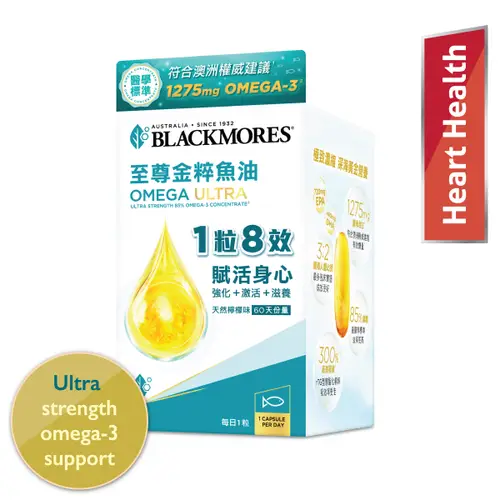 醫學
標準
符合澳洲權威建議
1275mg OMEGA-3
AUSTRALIA • SINCE 1932
BLACKMORES
至尊金粹魚油
OMEGA ULTRA
ULTRA STRENGTH 85% OMEGA-3 CONCENTRATE
1粒8效
賦活身心
強化+激活+滋養
天然檸檬味 60天份量
每日1粒
1 CAPSULE
PER DAY
EPA
1275mg
3:2
85%
300%
Heart Health
Ultra
strength
omega-3
support